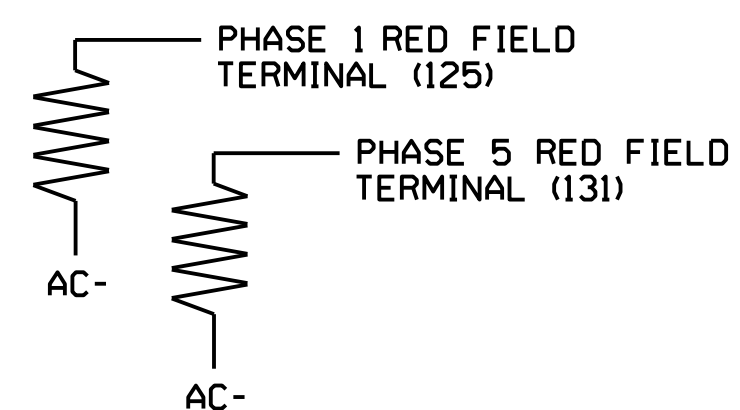 PHASE 1 RED FIELD
TERMINAL (125)
PHASE 5 RED FIELD
TERMINAL (131)
AC-
AC-